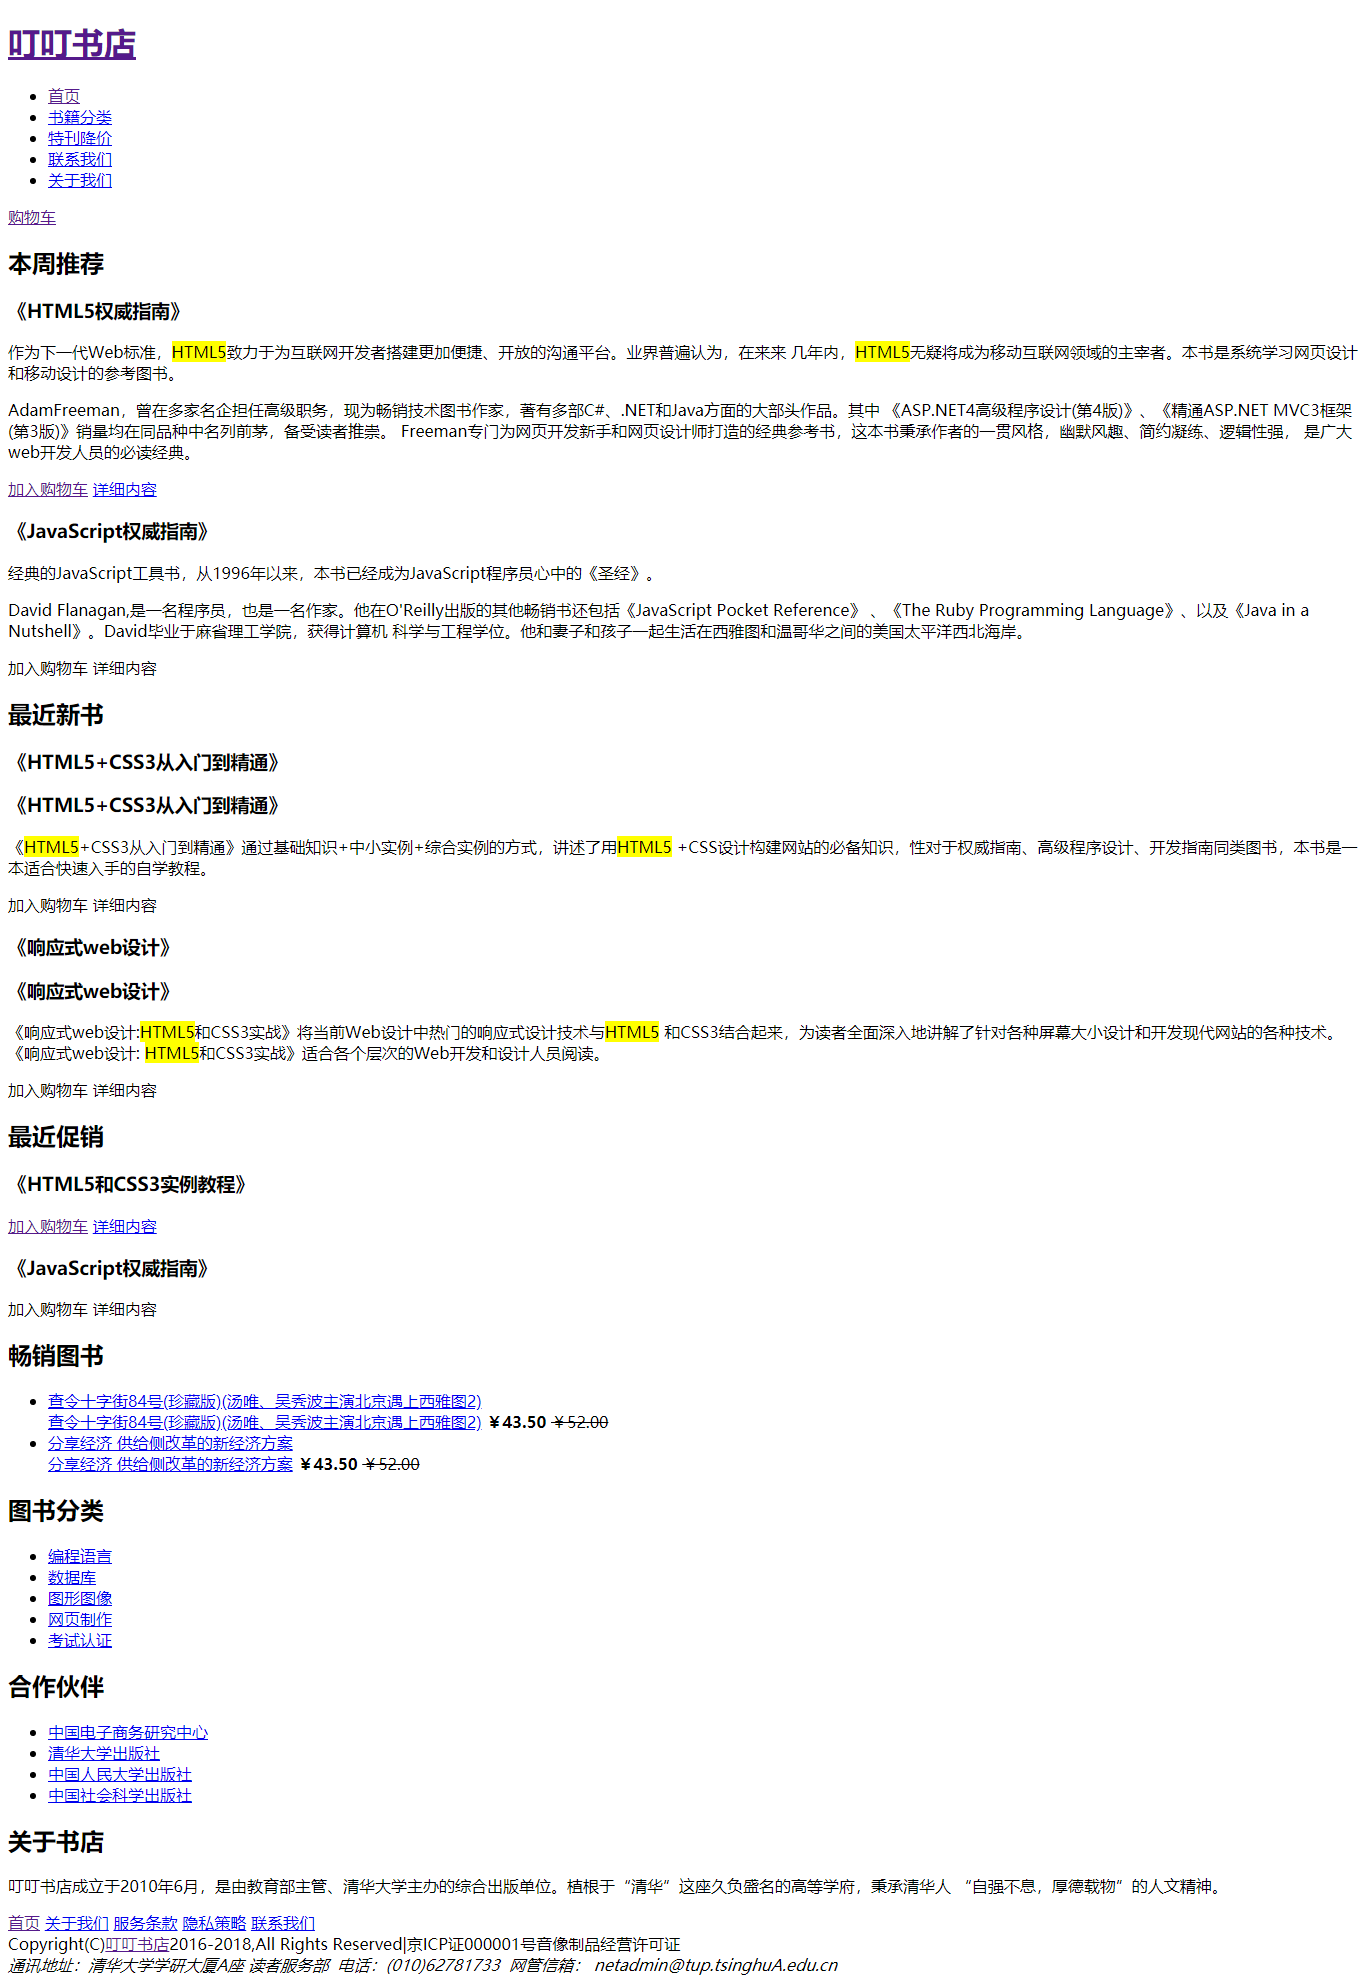 叮叮书店
首页
书籍分类
特刊降价
联系我们
关于我们
购物车
本周推荐
《HTML5权威指南》
作为下一代Web标准，HTML5致力于为互联网开发者搭建更加便捷、开放的沟通平台。业界普遍认为，在来来 几年内，HTML5无疑将成为移动互联网领域的主宰者。本书是系统学习网页设计
和移动设计的参考图书。
AdamFreeman，曾在多家名企担任高级职务，现为畅销技术图书作家，著有多部C#、.NET和Java方面的大部头作品。其中 《ASP.NET4高级程序设计(第4版)》、《精通ASP.NET MVC3框架
(第3版)》销量均在同品种中名列前茅，备受读者推崇。 Freeman专门为网页开发新手和网页设计师打造的经典参考书，这本书秉承作者的一贯风格，幽默风趣、简约凝练、逻辑性强， 是广大
web开发人员的必读经典。
加入购物车 详细内容
《JavaScript权威指南》
经典的JavaScript工具书，从1996年以来，本书已经成为JavaScript程序员心中的《圣经》。
David Flanagan,是一名程序员，也是一名作家。他在O'Reilly出版的其他畅销书还包括《JavaScript Pocket Reference》 、《The Ruby Programming Language》、以及《Java in a
Nutshell》。David毕业于麻省理工学院，获得计算机 科学与工程学位。他和妻子和孩子一起生活在西雅图和温哥华之间的美国太平洋西北海岸。
加入购物车 详细内容
最近新书
《HTML5+CSS3从入门到精通》
《HTML5+CSS3从入门到精通》
《HTML5+CSS3从入门到精通》通过基础知识+中小实例+综合实例的方式，讲述了用HTML5 +CSS设计构建网站的必备知识，性对于权威指南、高级程序设计、开发指南同类图书，本书是一
本适合快速入手的自学教程。
加入购物车 详细内容
《响应式web设计》
《响应式web设计》
《响应式web设计:HTML5和CSS3实战》将当前Web设计中热门的响应式设计技术与HTML5 和CSS3结合起来，为读者全面深入地讲解了针对各种屏幕大小设计和开发现代网站的各种技术。
《响应式web设计: HTML5和CSS3实战》适合各个层次的Web开发和设计人员阅读。
加入购物车 详细内容
最近促销
《HTML5和CSS3实例教程》
加入购物车 详细内容
《JavaScript权威指南》
加入购物车 详细内容
畅销图书
查令十字街84号(珍藏版)(汤唯、吴秀波主演北京遇上西雅图2)
查令十字街84号(珍藏版)(汤唯、吴秀波主演北京遇上西雅图2) ￥43.50 ￥52.00
分享经济 供给侧改革的新经济方案
分享经济 供给侧改革的新经济方案 ￥43.50 ￥52.00
图书分类
编程语言
数据库
图形图像
网页制作
考试认证
合作伙伴
中国电子商务研究中心
清华大学出版社
中国人民大学出版社
中国社会科学出版社
关于书店
叮叮书店成立于2010年6月，是由教育部主管、清华大学主办的综合出版单位。植根于“清华”这座久负盛名的高等学府，秉承清华人 “自强不息，厚德载物”的人文精神。
首页 关于我们 服务条款 隐私策略 联系我们
Copyright(C)叮叮书店2016-2018,All Rights Reserved|京ICP证000001号音像制品经营许可证
通讯地址：清华大学学研大厦A座 读者服务部  电话：(010)62781733  网管信箱： netadmin@tup.tsinghuA.edu.cn